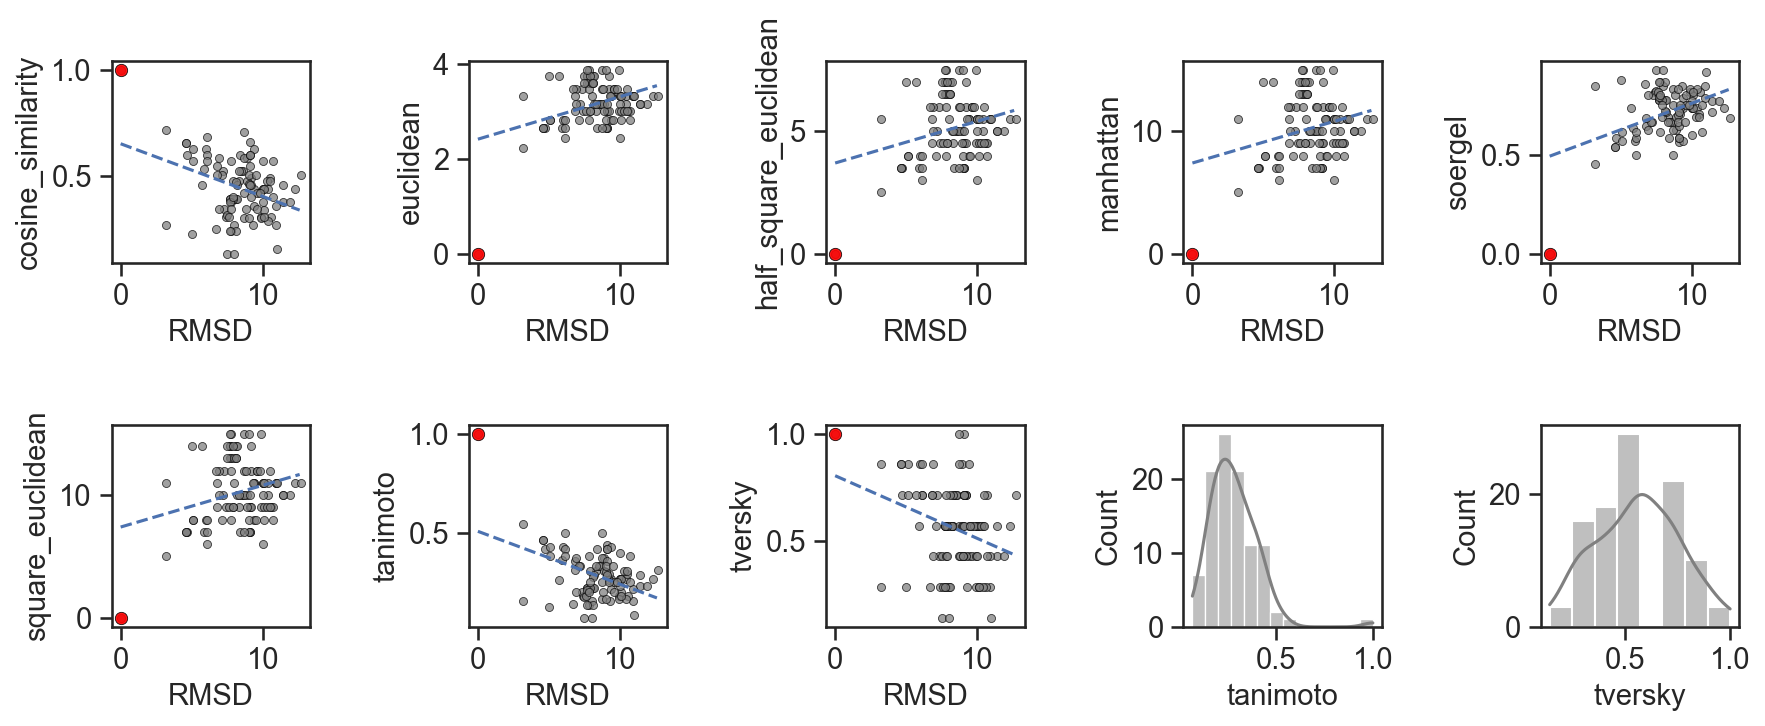 cosine_similarity
1.0
0.5
0
10
RMSD
euclidean
4
2
0
0
10
RMSD
half_square_euclidean
5
0
0
10
RMSD
manhattan
10
0
0
10
RMSD
soergel
0.5
0.0
0
10
RMSD
square_euclidean
10
0
0
10
RMSD
tanimoto
1.0
0.5
0
10
RMSD
tversky
1.0
0.5
0
10
RMSD
Count
20
10
0
0.5
1.0
tanimoto
Count
20
0
0.5
1.0
tversky